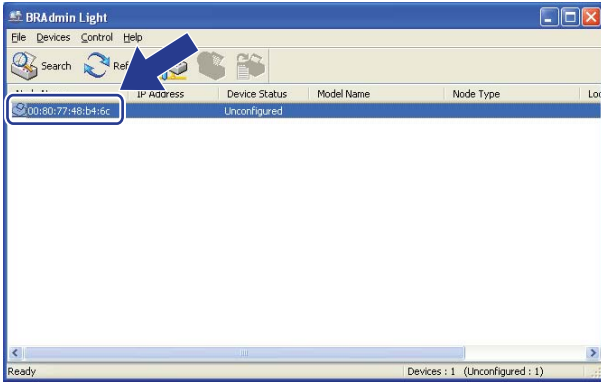 BRAdmin Light
File Devices Control Help
Search
IP Address Device Status Model Name Node Type
00:80:77:48:b4:6c Unconfigured
Ready Devices : 1 (Unconfigured : 1)